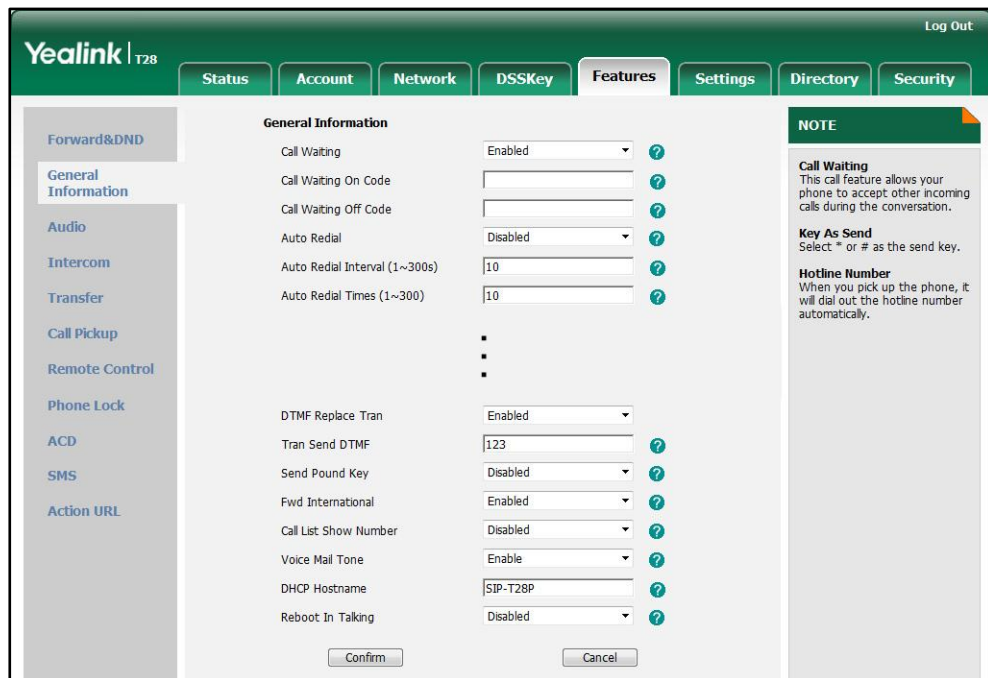 Log Out
Yealink | T28
Status Account Network DSSKey Features Settings Directory Security
Forward&DND
General
Information
Audio
Intercom
Transfer
Call Pickup
Remote Control
Phone Lock
ACD
SMS
Action URL
General Information
Call Waiting Enabled ?
Call Waiting On Code ?
Call Waiting Off Code ?
Auto Redial Disabled ?
Auto Redial Interval (1~300s) 10 ?
Auto Redial Times (1~300) 10 ?
DTMF Replace Tran Enabled
Tran Send DTMF 123 ?
Send Pound Key Disabled ?
Fwd International Enabled ?
Call List Show Number Disabled ?
Voice Mail Tone Enable ?
DHCP Hostname SIP-T28P ?
Reboot In Talking Disabled ?
Confirm Cancel
NOTE
Call Waiting
This call feature allows your
phone to accept other incoming
calls during the conversation.
Key As Send
Select * or # as the send key.
Hotline Number
When you pick up the phone, it
will dial out the hotline number
automatically.